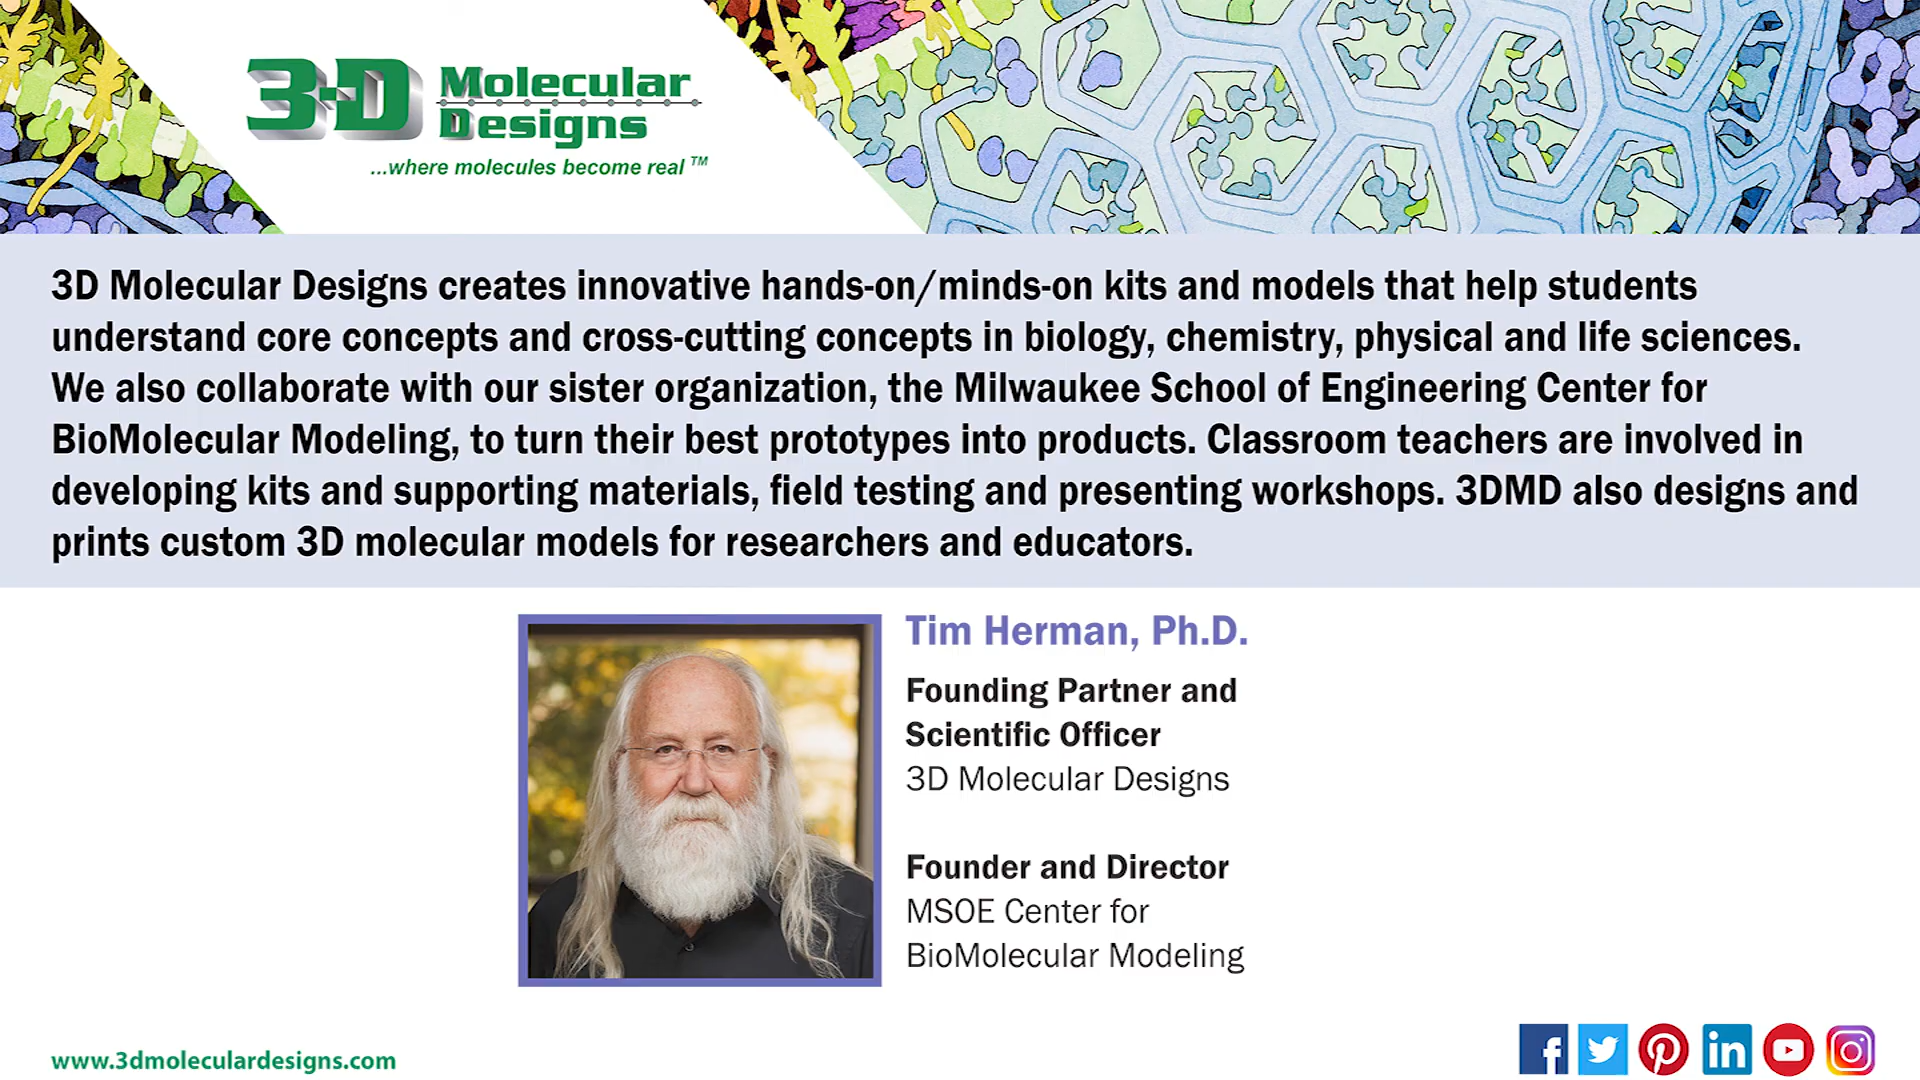 3-D Molecular
Designs
...where molecules become real ™
3D Molecular Designs creates innovative hands-on/minds-on kits and models that help students
understand core concepts and cross-cutting concepts in biology, chemistry, physical and life sciences.
We also collaborate with our sister organization, the Milwaukee School of Engineering Center for
BioMolecular Modeling, to turn their best prototypes into products. Classroom teachers are involved in
developing kits and supporting materials, field testing and presenting workshops. 3DMD also designs and
prints custom 3D molecular models for researchers and educators.
Tim Herman, Ph.D.
Founding Partner and
Scientific Officer
3D Molecular Designs
Founder and Director
MSOE Center for
BioMolecular Modeling
www.3dmoleculardesigns.com